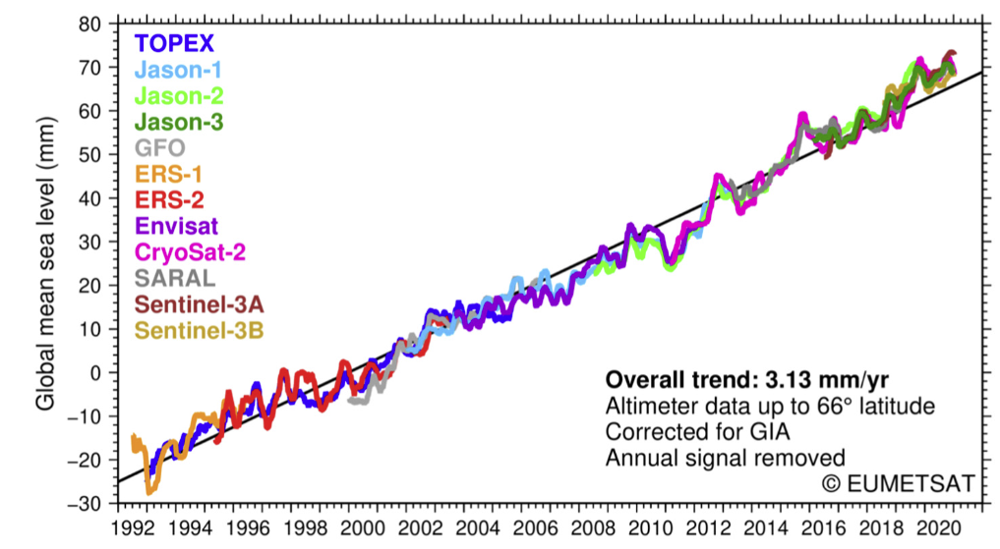 80
70
60
50
40
30
20
10
0
−10
−20
−30
Global mean sea level (mm)
TOPEX
Jason-1
Jason-2
Jason-3
GFO
ERS-1
ERS-2
Envisat
CryoSat-2
SARAL
Sentinel-3A
Sentinel-3B
Overall trend: 3.13 mm/yr
Altimeter data up to 66° latitude
Corrected for GIA
Annual signal removed
© EUMETSAT
1992 1994 1996 1998 2000 2002 2004 2006 2008 2010 2012 2014 2016 2018 2020